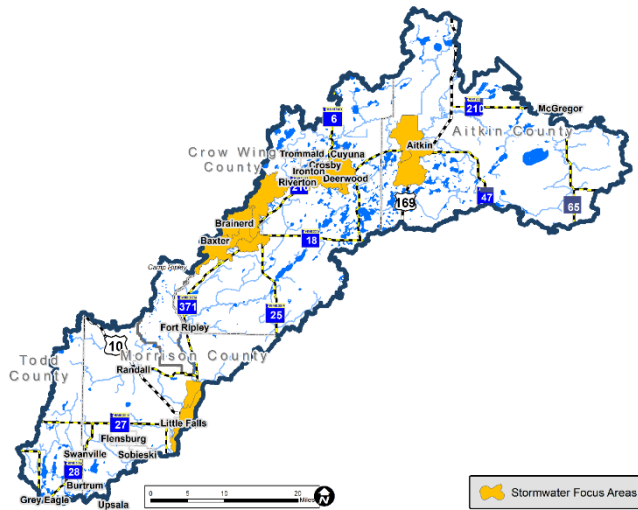 210
McGregor
6
Aitkin County
Crow Wing
County
Trommald Cuyuna
Crosby
Ironton
Deerwood
Riverton
Aitkin
169
47
65
Brainerd
Baxter
18
Camp Ripley
371
25
Fort Ripley
10
Morrison County
Todd
County
Randall
Little Falls
27
Flensburg
Swanville
Sobieski
28
Burtrum
Grey Eagle
Upsala
0 5 10 20
Miles
N
Stormwater Focus Areas